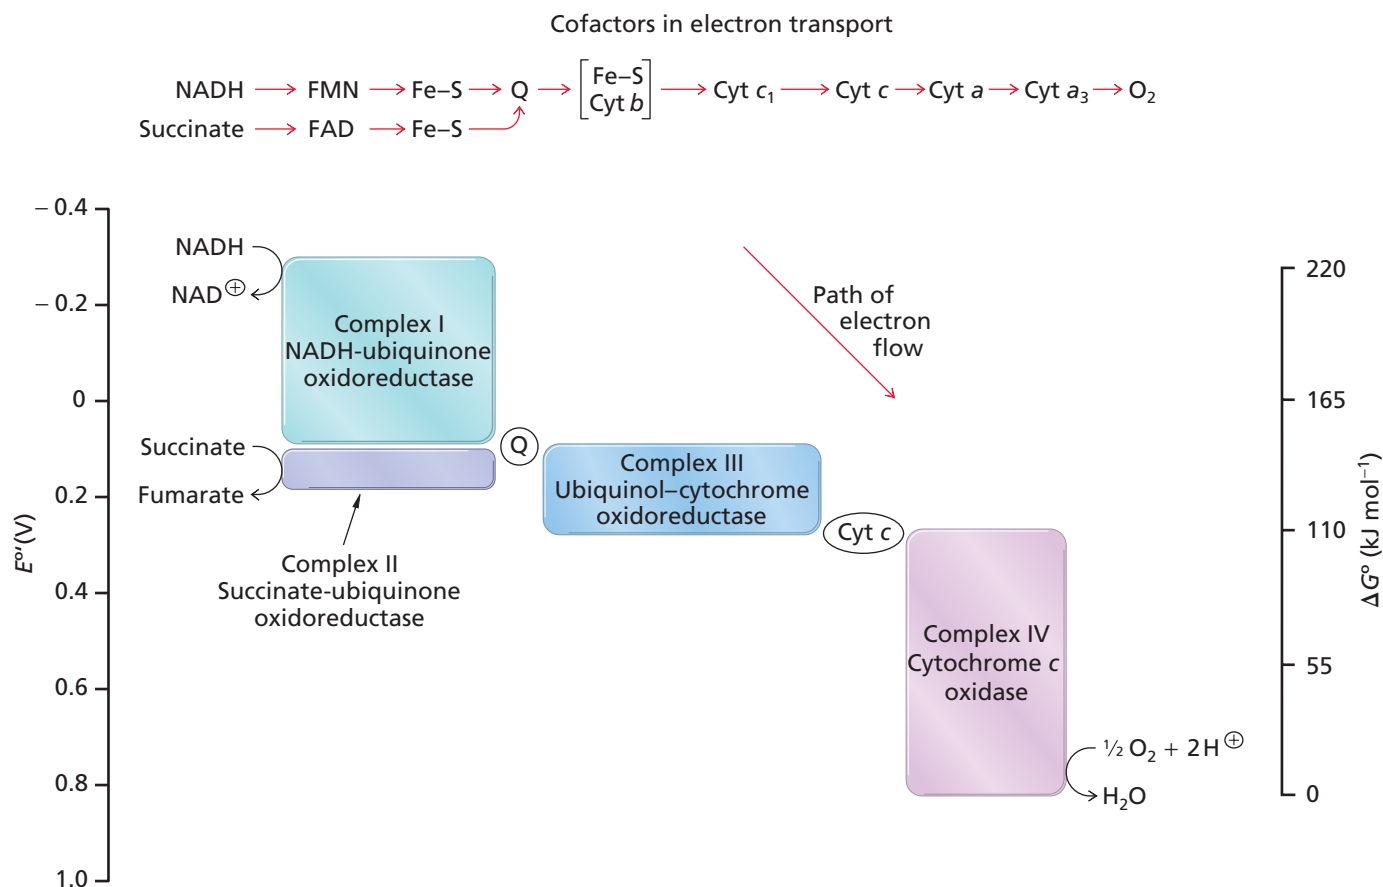 Cofactors in electron transport
NADH → FMN → Fe–S → Q → [Fe–S Cyt b] → Cyt c₁ → Cyt c → Cyt a → Cyt a₃ → O₂
Succinate → FAD → Fe–S
– 0.4
– 0.2
0
0.2
0.4
0.6
0.8
1.0
E°′(V)
NADH
NAD⊕
Complex I
NADH-ubiquinone
oxidoreductase
Succinate
Fumarate
Complex II
Succinate-ubiquinone
oxidoreductase
Q
Complex III
Ubiquinol–cytochrome
oxidoreductase
Cyt c
Path of
electron
flow
Complex IV
Cytochrome c
oxidase
½ O₂ + 2H⊕
H₂O
220
165
110
55
0
ΔG° (kJ mol⁻¹)